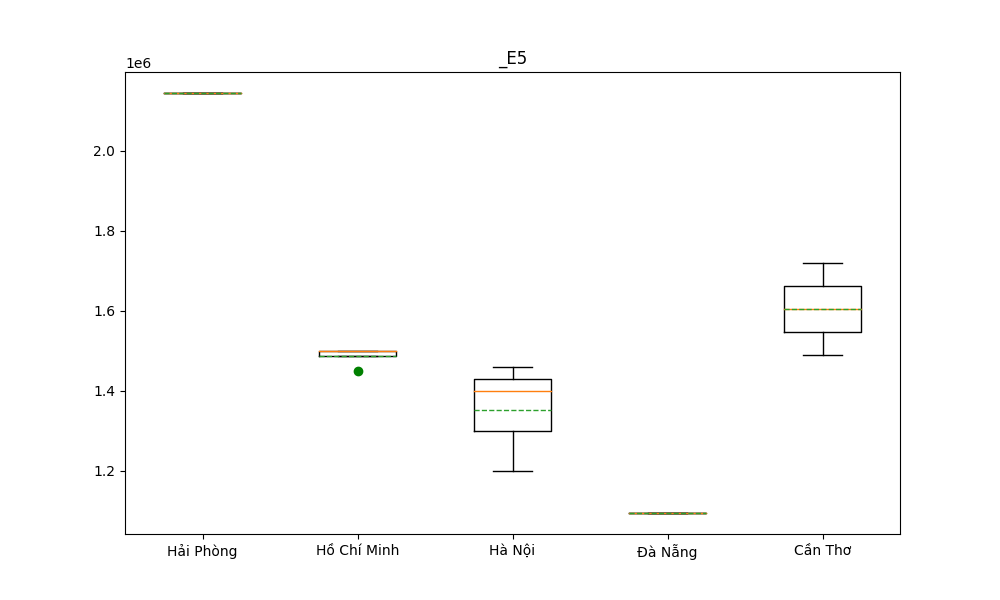 _E5
1e6
2.0
1.8
1.6
1.4
1.2
Hải Phòng Hồ Chí Minh Hà Nội Đà Nẵng Cần Thơ